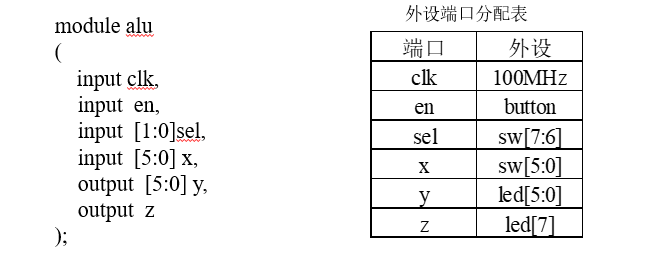 module alu
(
input clk,
input en,
input [1:0]sel,
input [5:0] x,
output [5:0] y,
output z
);
外设端口分配表
端口 外设
clk 100MHz
en button
sel sw[7:6]
x sw[5:0]
y led[5:0]
z led[7]